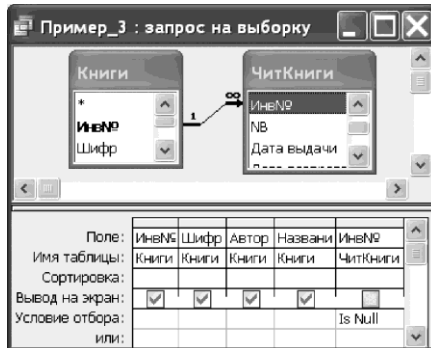 Пример_3 : запрос на выборку
Книги
*
ИнвNº
Шифр
1
∞
ЧитКниги
ИнвNº
NB
Дата выдачи
Поле: ИнвNº Шифр Автор Названи ИнвNº
Имя таблицы: Книги Книги Книги Книги ЧитКниги
Сортировка:
Вывод на экран:
Условие отбора: Is Null
или: